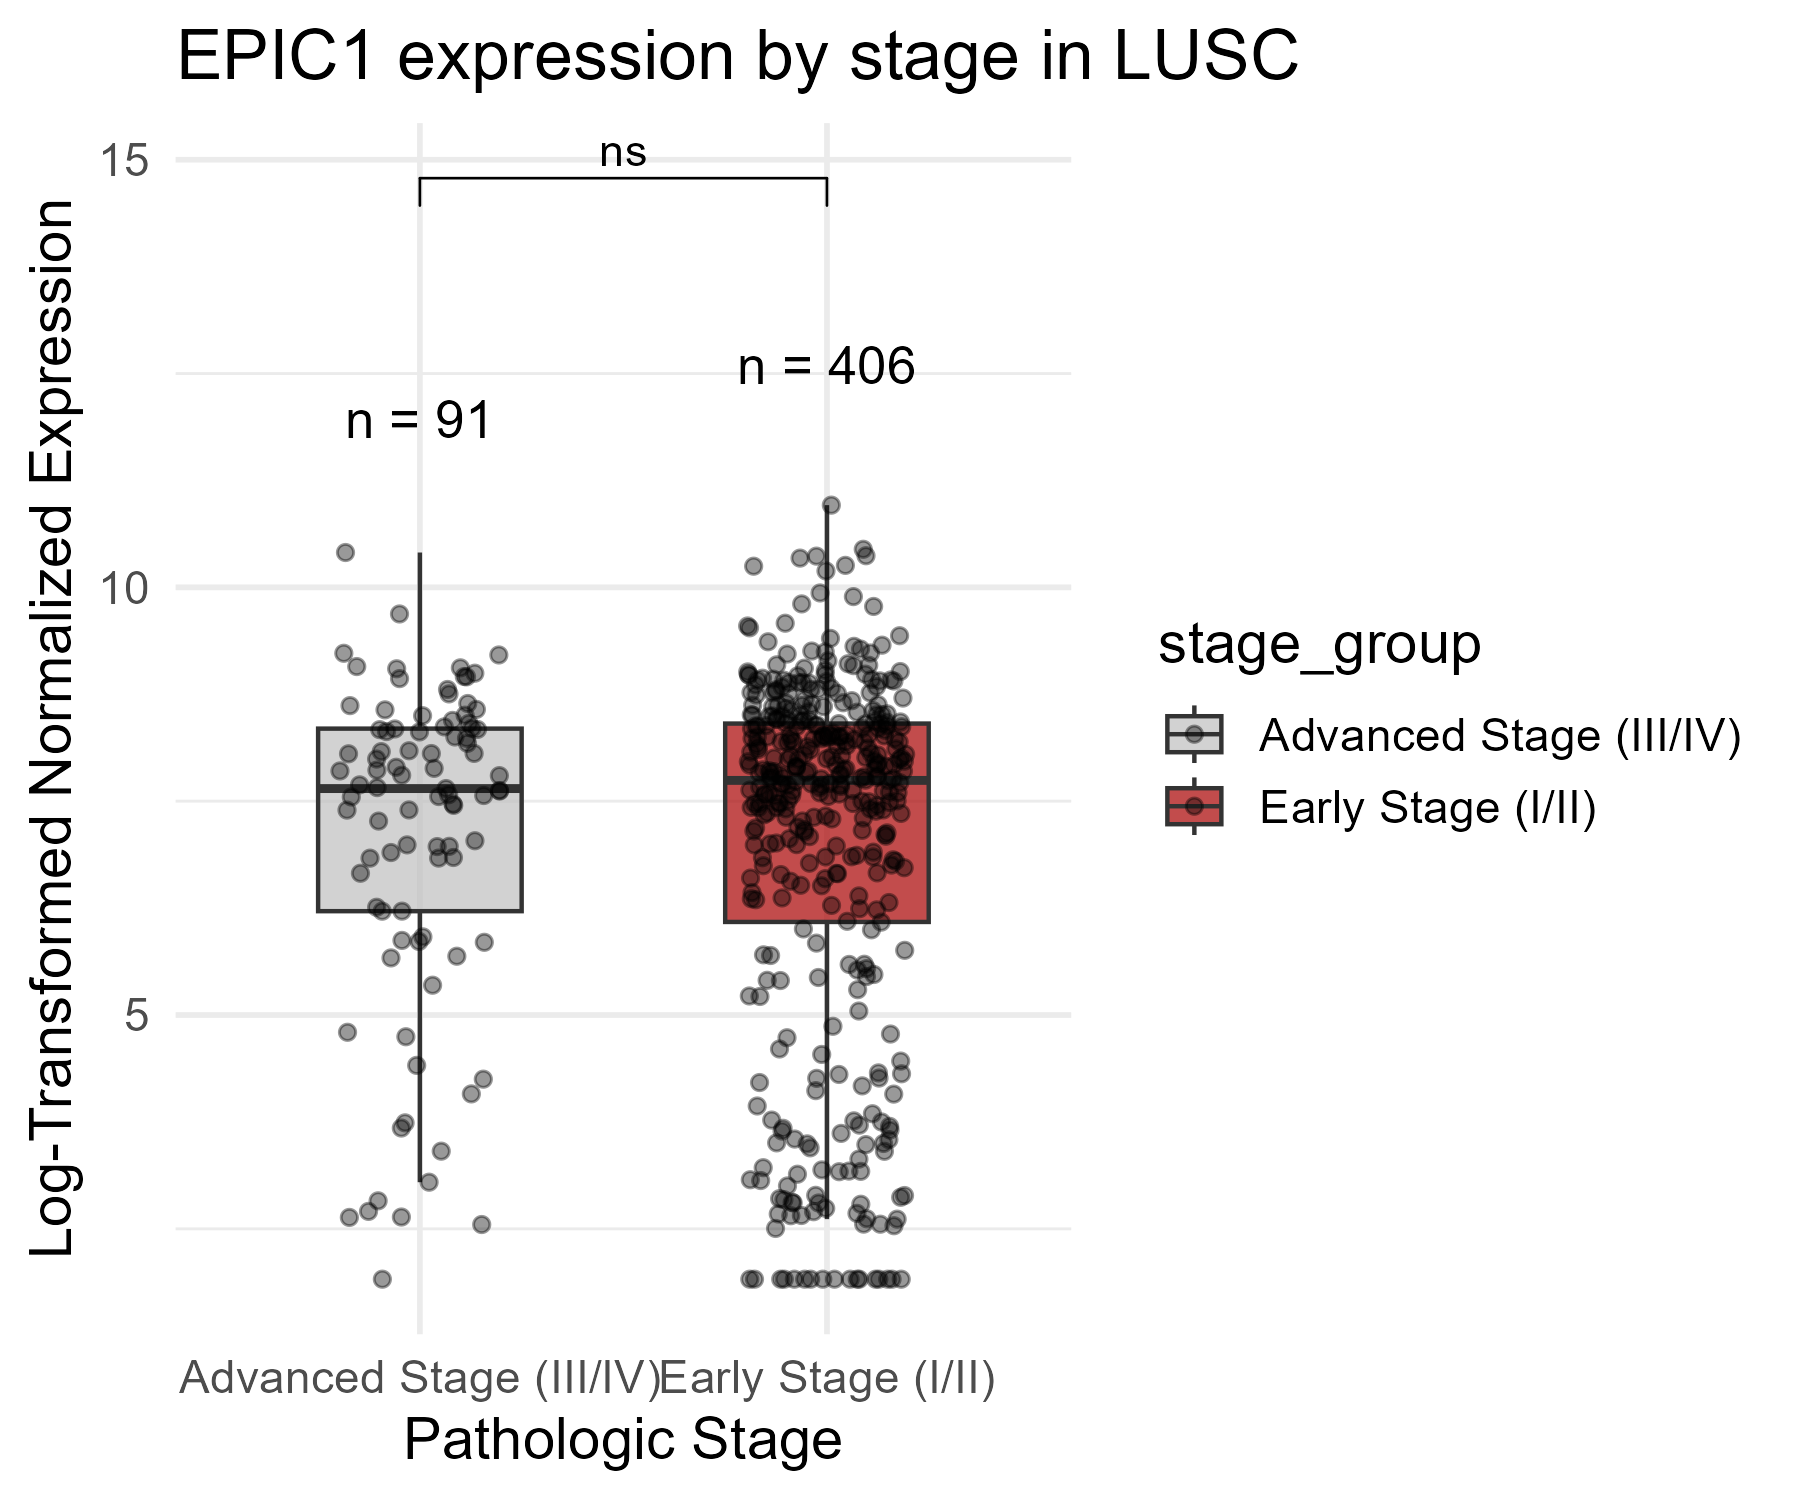 EPIC1 expression by stage in LUSC
15
ns
n = 406
n = 91
10
5
Log-Transformed Normalized Expression
stage_group
Advanced Stage (III/IV)
Early Stage (I/II)
Advanced Stage (III/IV)
Early Stage (I/II)
Pathologic Stage